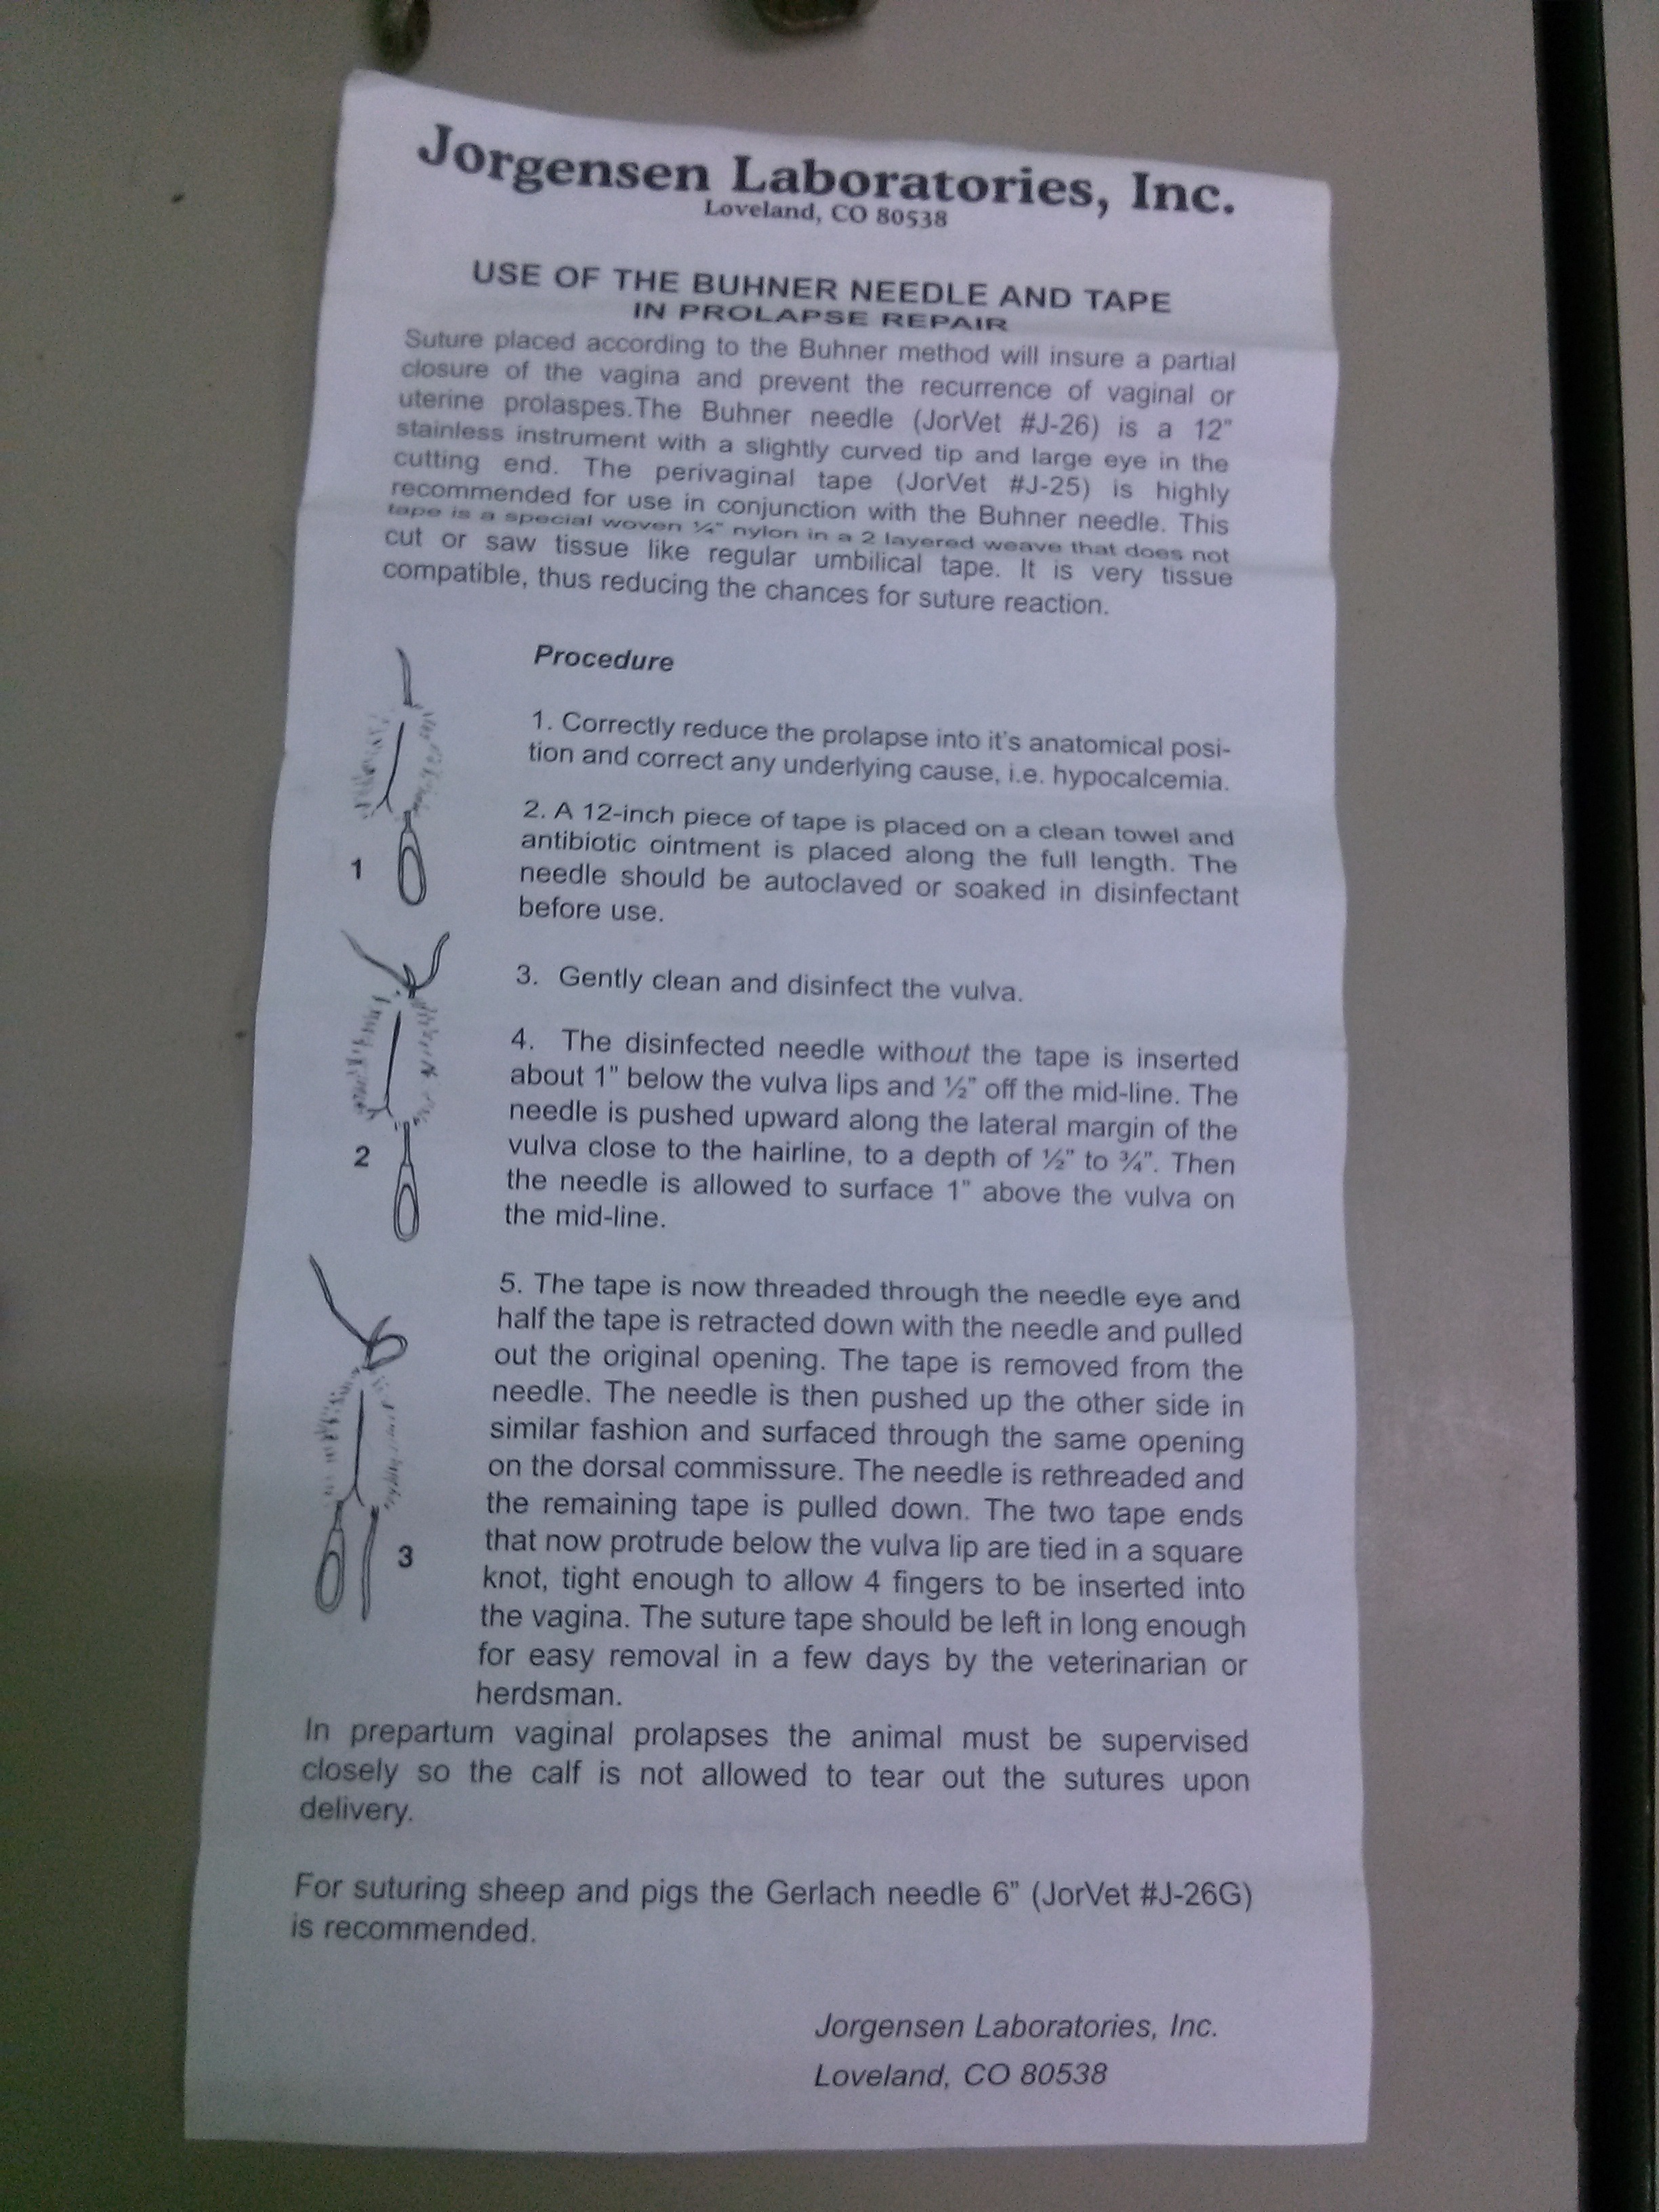 Jorgensen Laboratories, Inc.
Loveland, CO 80538
USE OF THE BUHNER NEEDLE AND TAPE
IN PROLAPSE REPAIR
Suture placed according to the Buhner method will insure a partial
closure of the vagina and prevent the recurrence of vaginal or
uterine prolaspes.The Buhner needle (JorVet #J-26) is a 12"
stainless instrument with a slightly curved tip and large eye in the
cutting end. The perivaginal tape (JorVet #J-25) is highly
recommended for use in conjunction with the Buhner needle. This
tape is a special woven ¼" nylon in a 2 layered weave that does not
cut or saw tissue like regular umbilical tape. It is very tissue
compatible, thus reducing the chances for suture reaction.
Procedure
1. Correctly reduce the prolapse into it's anatomical posi-
tion and correct any underlying cause, i.e. hypocalcemia.
2. A 12-inch piece of tape is placed on a clean towel and
antibiotic ointment is placed along the full length. The
needle should be autoclaved or soaked in disinfectant
before use.
1
3. Gently clean and disinfect the vulva.
4. The disinfected needle without the tape is inserted
about 1" below the vulva lips and ½" off the mid-line. The
needle is pushed upward along the lateral margin of the
vulva close to the hairline, to a depth of ½" to ¾". Then
the needle is allowed to surface 1" above the vulva on
the mid-line.
2
5. The tape is now threaded through the needle eye and
half the tape is retracted down with the needle and pulled
out the original opening. The tape is removed from the
needle. The needle is then pushed up the other side in
similar fashion and surfaced through the same opening
on the dorsal commissure. The needle is rethreaded and
the remaining tape is pulled down. The two tape ends
that now protrude below the vulva lip are tied in a square
knot, tight enough to allow 4 fingers to be inserted into
the vagina. The suture tape should be left in long enough
for easy removal in a few days by the veterinarian or
herdsman.
3
In prepartum vaginal prolapses the animal must be supervised
closely so the calf is not allowed to tear out the sutures upon
delivery.
For suturing sheep and pigs the Gerlach needle 6" (JorVet #J-26G)
is recommended.
Jorgensen Laboratories, Inc.
Loveland, CO 80538